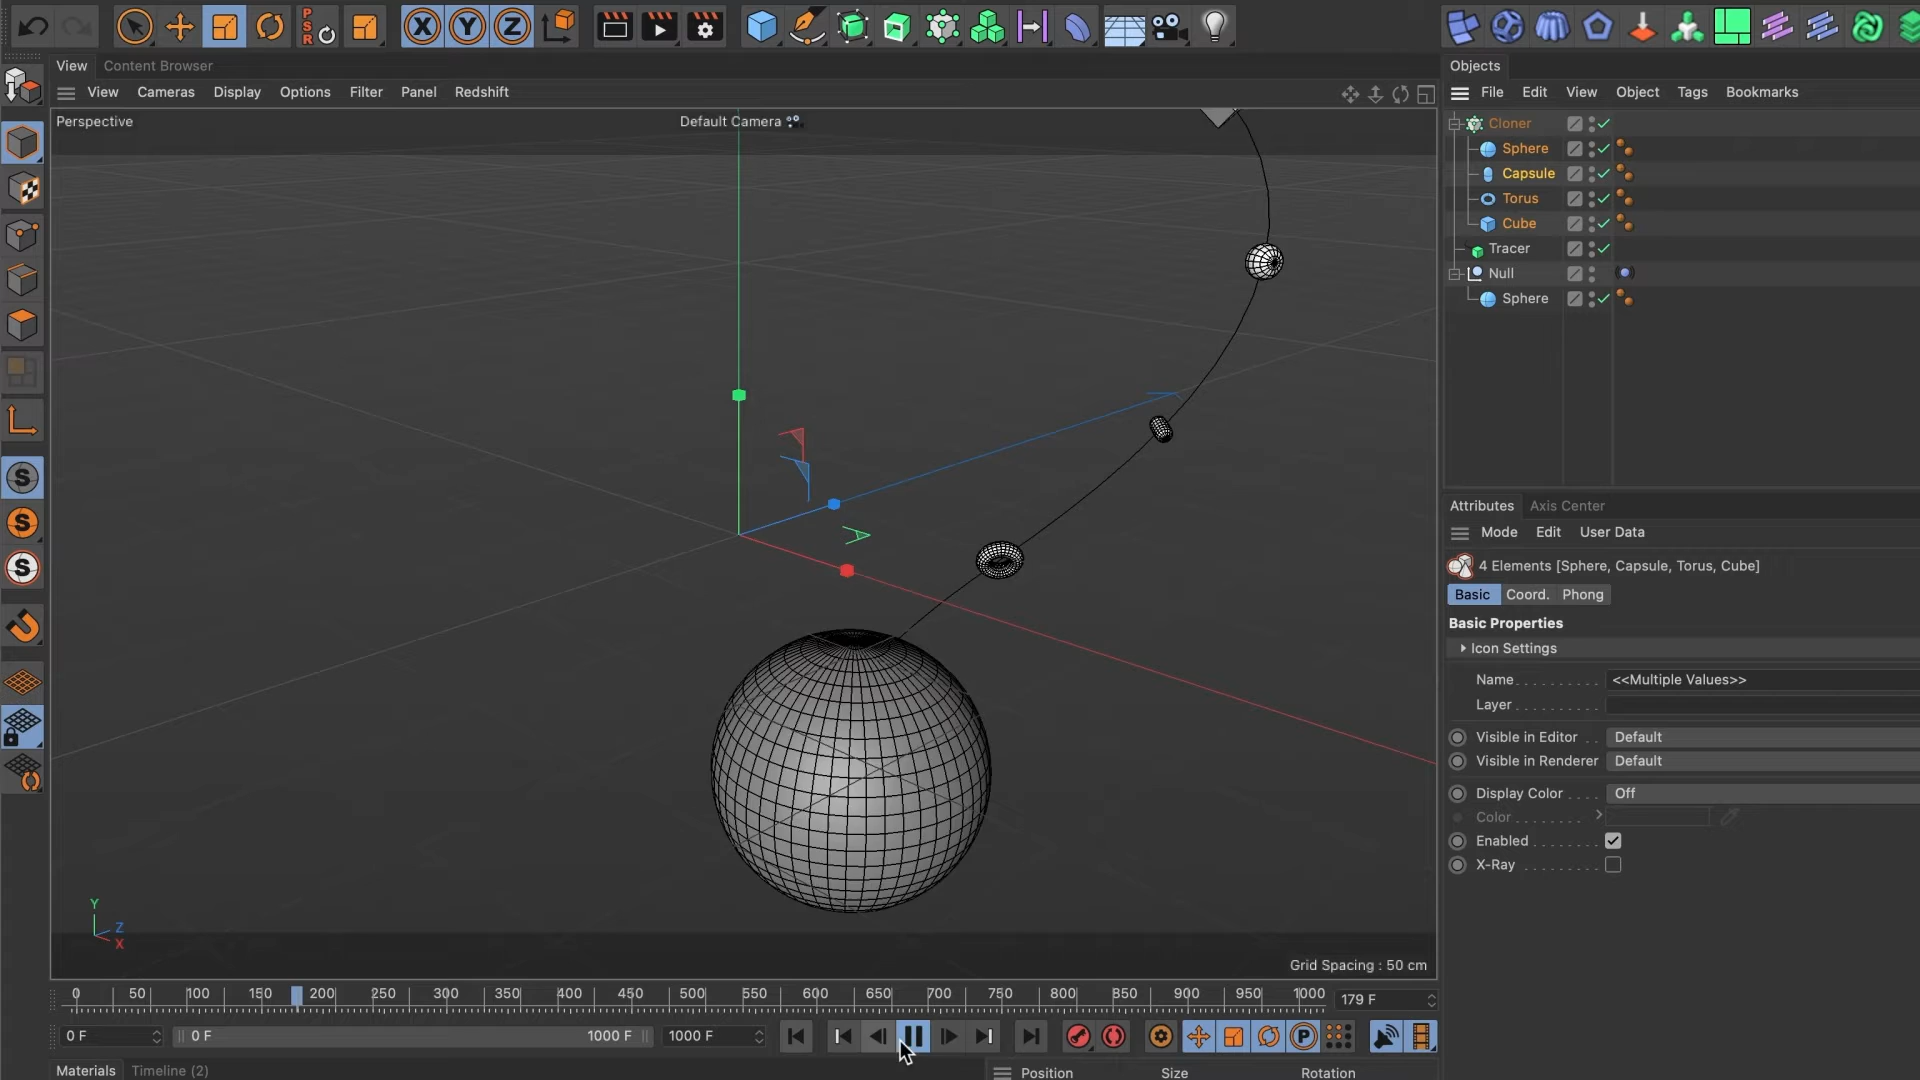 PSR X Y Z
View Content Browser
View Cameras Display Options Filter Panel Redshift
Perspective
Default Camera
S
S
S
Y
Z
X
Grid Spacing : 50 cm
0 50 100 150 200 250 300 350 400 450 500 550 600 650 700 750 800 850 900 950 1000
179 F
0 F 0 F 1000 F 1000 F P
Materials Timeline (2)
Position Size Rotation
Objects
File Edit View Object Tags Bookmarks
Cloner
Sphere
Capsule
Torus
Cube
Tracer
Null
Sphere
Attributes Axis Center
Mode Edit User Data
4 Elements [Sphere, Capsule, Torus, Cube]
Basic Coord. Phong
Basic Properties
Icon Settings
Name . . . . . . . . . . <<Multiple Values>>
Layer . . . . . . . . . .
Visible in Editor . . Default
Visible in Renderer Default
Display Color . . . . Off
Color . . . . . . . .
Enabled . . . . . . . .
X-Ray . . . . . . . . .